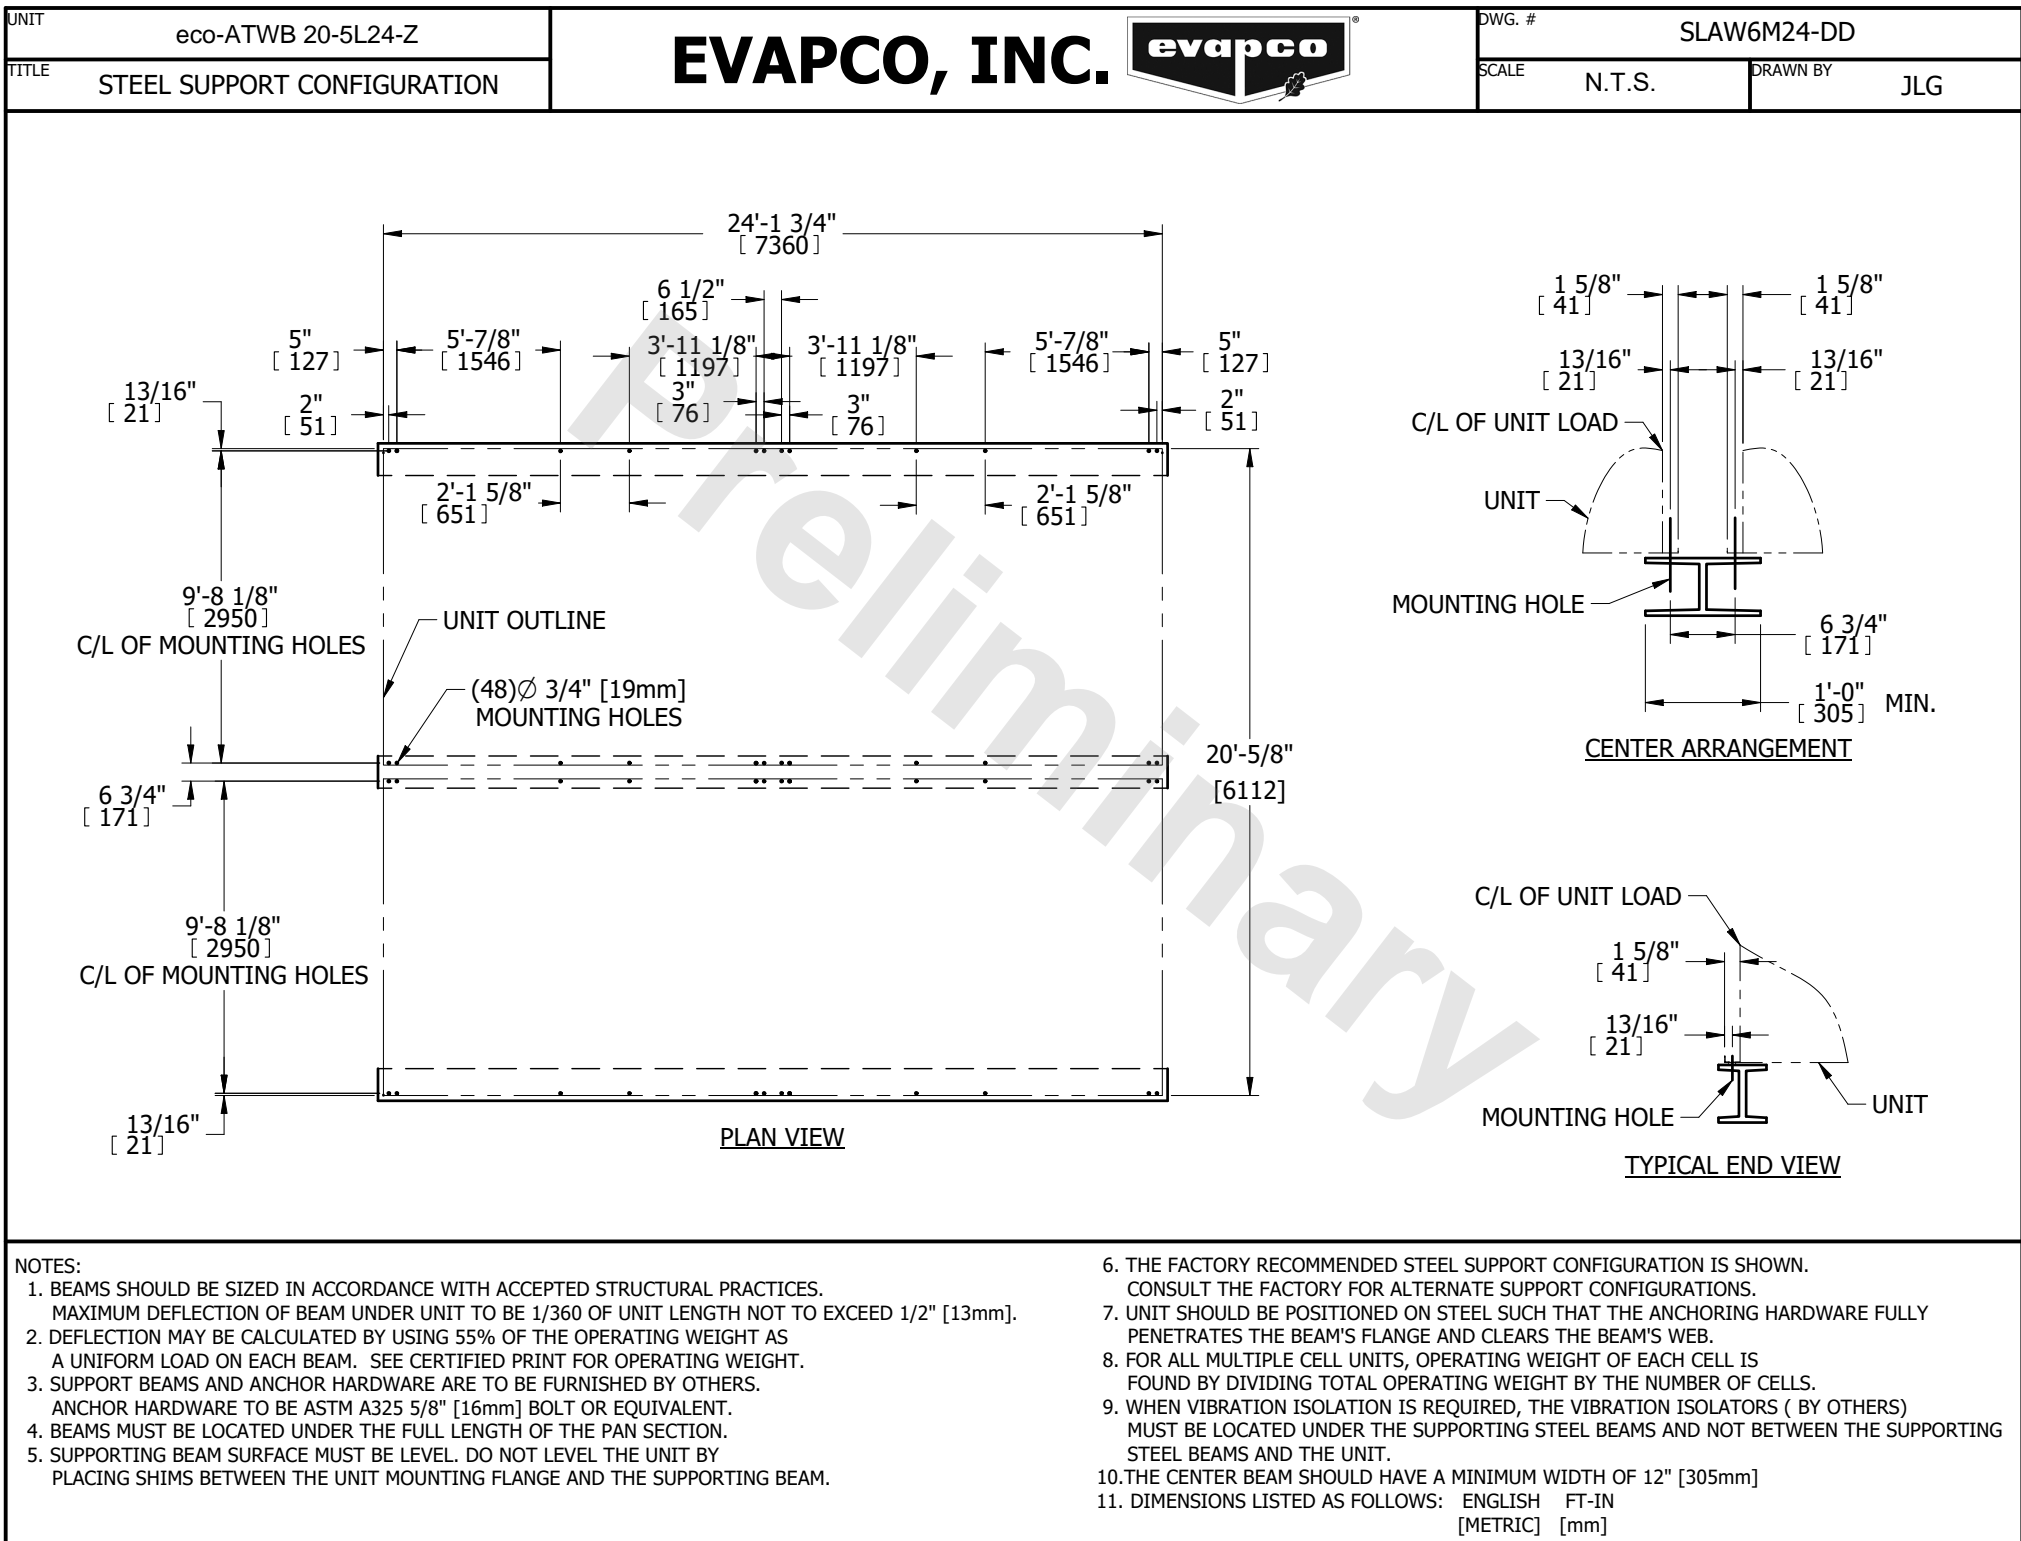 UNIT
eco-ATWB 20-5L24-Z
TITLE
STEEL SUPPORT CONFIGURATION
EVAPCO, INC.
evapco
®
DWG. #
SLAW6M24-DD
SCALE
N.T.S.
DRAWN BY
JLG
24'-1 3/4"
[ 7360 ]
6 1/2"
[ 165 ]
5"
[ 127 ]
5'-7/8"
[ 1546 ]
3'-11 1/8"
[ 1197 ]
3'-11 1/8"
[ 1197 ]
5'-7/8"
[ 1546 ]
5"
[ 127 ]
13/16"
[ 21 ]
2"
[ 51 ]
3"
[ 76 ]
3"
[ 76 ]
2"
[ 51 ]
2'-1 5/8"
[ 651 ]
2'-1 5/8"
[ 651 ]
9'-8 1/8"
[ 2950 ]
C/L OF MOUNTING HOLES
UNIT OUTLINE
(48)Ø 3/4" [19mm]
MOUNTING HOLES
6 3/4"
[ 171 ]
20'-5/8"
[6112]
9'-8 1/8"
[ 2950 ]
C/L OF MOUNTING HOLES
13/16"
[ 21 ]
PLAN VIEW
Preliminary
1 5/8"
[ 41 ]
1 5/8"
[ 41 ]
13/16"
[ 21 ]
13/16"
[ 21 ]
C/L OF UNIT LOAD
UNIT
MOUNTING HOLE
6 3/4"
[ 171 ]
1'-0"
[ 305 ] MIN.
CENTER ARRANGEMENT
C/L OF UNIT LOAD
1 5/8"
[ 41 ]
13/16"
[ 21 ]
MOUNTING HOLE
UNIT
TYPICAL END VIEW
NOTES:
1. BEAMS SHOULD BE SIZED IN ACCORDANCE WITH ACCEPTED STRUCTURAL PRACTICES.
MAXIMUM DEFLECTION OF BEAM UNDER UNIT TO BE 1/360 OF UNIT LENGTH NOT TO EXCEED 1/2" [13mm].
2. DEFLECTION MAY BE CALCULATED BY USING 55% OF THE OPERATING WEIGHT AS
A UNIFORM LOAD ON EACH BEAM. SEE CERTIFIED PRINT FOR OPERATING WEIGHT.
3. SUPPORT BEAMS AND ANCHOR HARDWARE ARE TO BE FURNISHED BY OTHERS.
ANCHOR HARDWARE TO BE ASTM A325 5/8" [16mm] BOLT OR EQUIVALENT.
4. BEAMS MUST BE LOCATED UNDER THE FULL LENGTH OF THE PAN SECTION.
5. SUPPORTING BEAM SURFACE MUST BE LEVEL. DO NOT LEVEL THE UNIT BY
PLACING SHIMS BETWEEN THE UNIT MOUNTING FLANGE AND THE SUPPORTING BEAM.
6. THE FACTORY RECOMMENDED STEEL SUPPORT CONFIGURATION IS SHOWN.
CONSULT THE FACTORY FOR ALTERNATE SUPPORT CONFIGURATIONS.
7. UNIT SHOULD BE POSITIONED ON STEEL SUCH THAT THE ANCHORING HARDWARE FULLY
PENETRATES THE BEAM'S FLANGE AND CLEARS THE BEAM'S WEB.
8. FOR ALL MULTIPLE CELL UNITS, OPERATING WEIGHT OF EACH CELL IS
FOUND BY DIVIDING TOTAL OPERATING WEIGHT BY THE NUMBER OF CELLS.
9. WHEN VIBRATION ISOLATION IS REQUIRED, THE VIBRATION ISOLATORS ( BY OTHERS)
MUST BE LOCATED UNDER THE SUPPORTING STEEL BEAMS AND NOT BETWEEN THE SUPPORTING
STEEL BEAMS AND THE UNIT.
10.THE CENTER BEAM SHOULD HAVE A MINIMUM WIDTH OF 12" [305mm]
11. DIMENSIONS LISTED AS FOLLOWS: ENGLISH FT-IN
[METRIC] [mm]